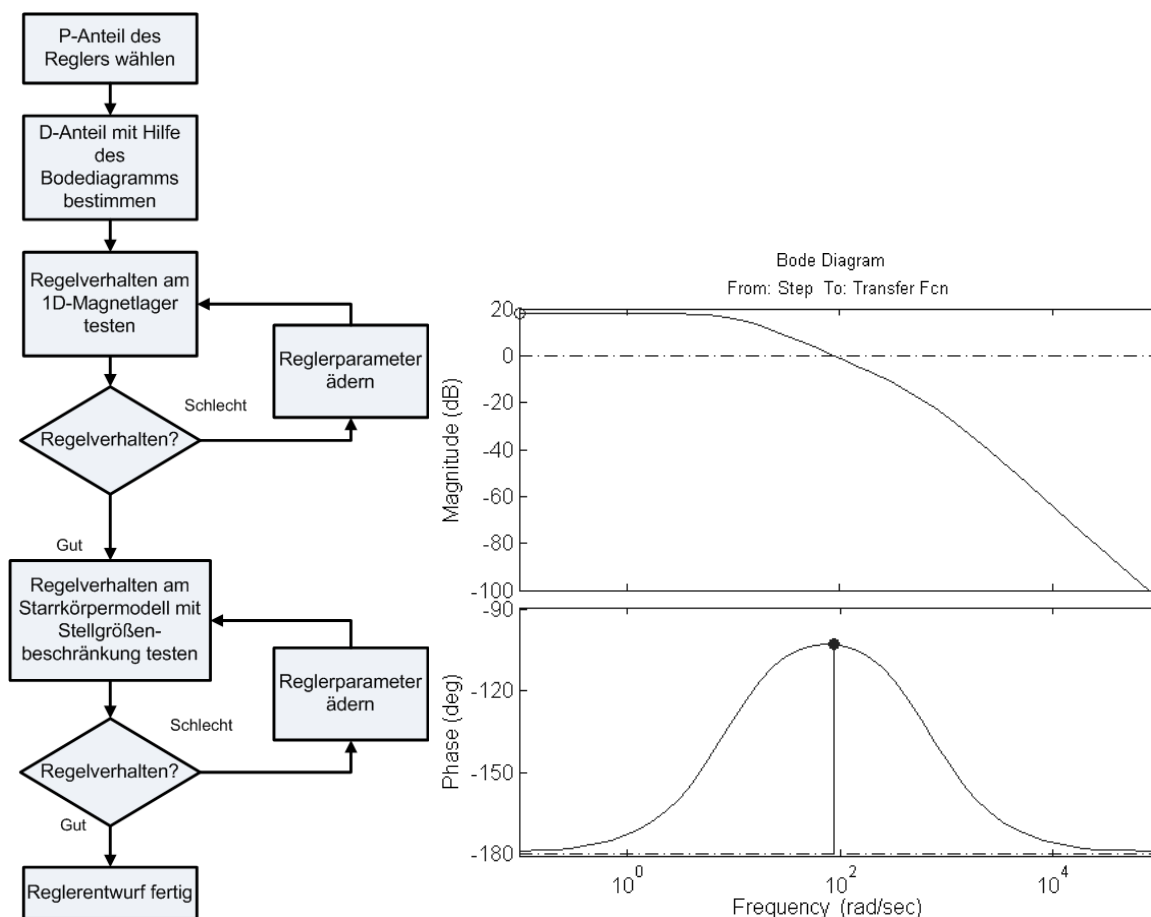 P-Anteil des
Reglers wählen
D-Anteil mit Hilfe
des
Bodediagramms
bestimmen
Regelverhalten am
1D-Magnetlager
testen
Reglerparameter
ädern
Schlecht
Regelverhalten?
Gut
Regelverhalten am
Starrkörpermodell mit
Stellgrößen-
beschränkung testen
Reglerparameter
ädern
Schlecht
Regelverhalten?
Gut
Reglerentwurf fertig
Bode Diagram
From: Step To: Transfer Fcn
Magnitude (dB)
20
0
-20
-40
-60
-80
-100
Phase (deg)
-90
-120
-150
-180
10^0
10^2
10^4
Frequency (rad/sec)